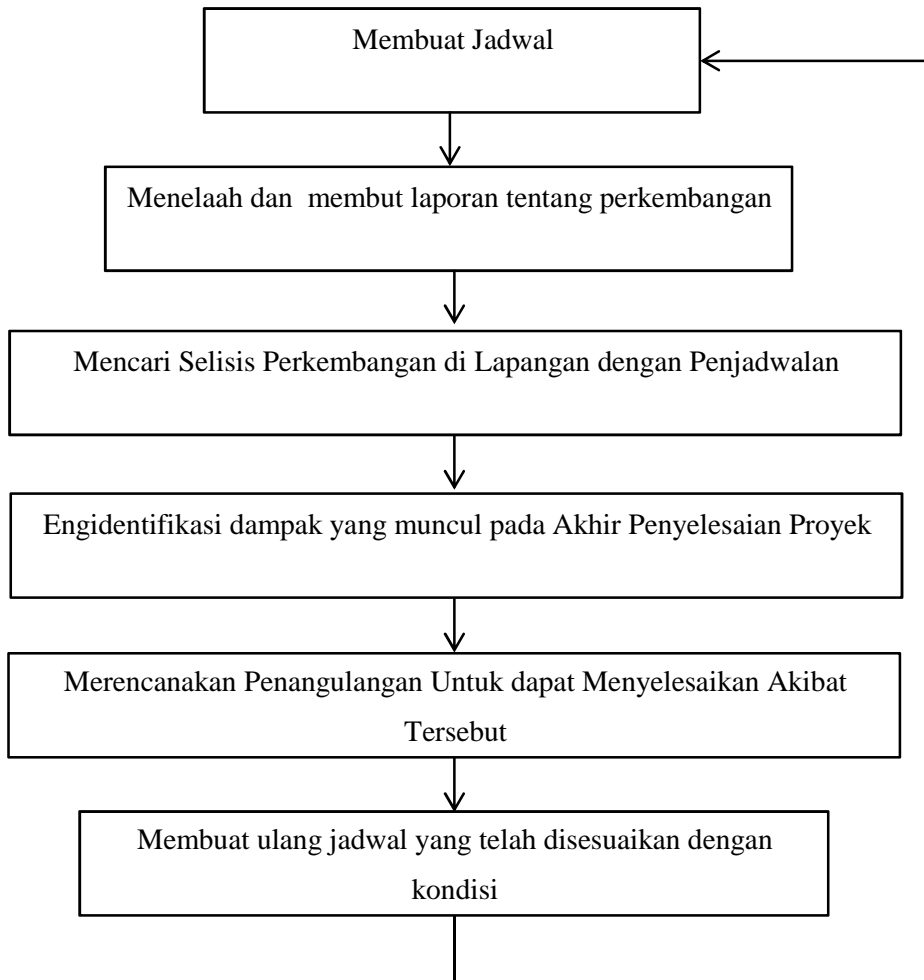 Membuat Jadwal
Menelaah dan  membut laporan tentang perkembangan
Mencari Selisis Perkembangan di Lapangan dengan Penjadwalan
Engidentifikasi dampak yang muncul pada Akhir Penyelesaian Proyek
Merencanakan Penangulangan Untuk dapat Menyelesaikan Akibat
Tersebut
Membuat ulang jadwal yang telah disesuaikan dengan
kondisi